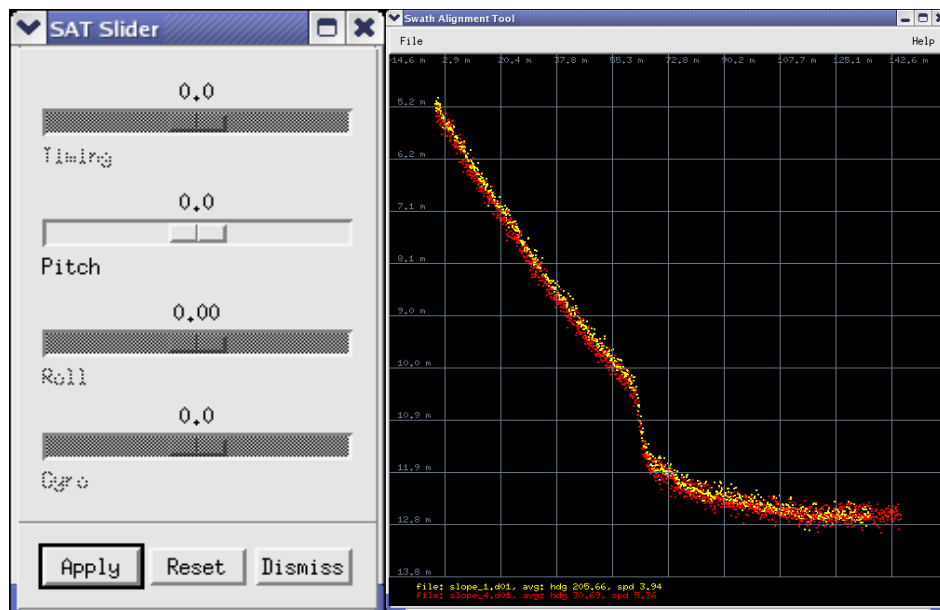 SAT Slider
0.0
Timing
0.0
Pitch
0.00
Roll
0.0
Gyro
Apply Reset Dismiss
Swath Alignment Tool
File Help
-14.6 m 2.9 m 20.4 m 37.8 m 55.3 m 72.8 m 90.2 m 107.7 m 125.1 m 142.6 m
5.2 m
6.2 m
7.1 m
8.1 m
9.0 m
10.0 m
10.9 m
11.9 m
12.8 m
13.8 m
file: slope_1.d01, avg: hdg 205.66, spd 3.94
file: slope_4.d01, avg: hdg 30.69, spd 5.36